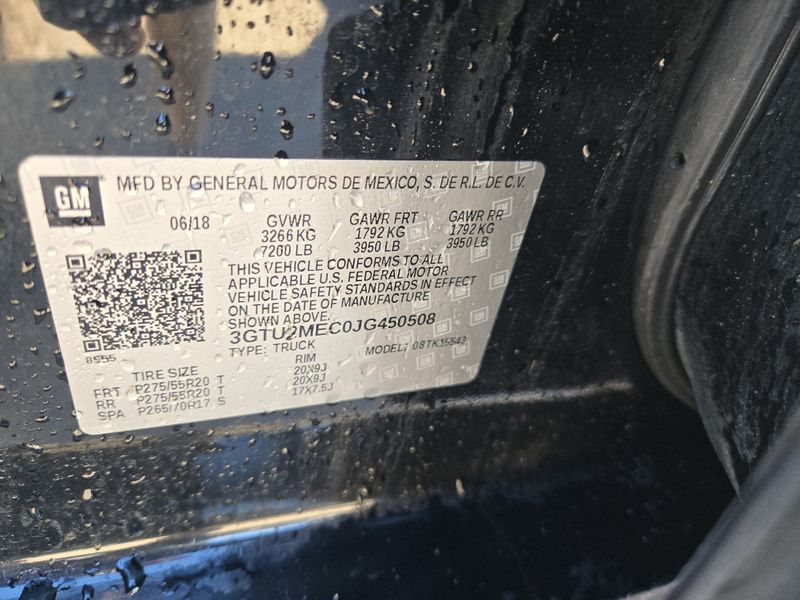 GM MFD BY GENERAL MOTORS DE MEXICO, S. DE R.L. DE C.V.
06/18 GVWR GAWR FRT GAWR RR
3266 KG 1792 KG 1792 KG
7200 LB 3950 LB 3950 LB
THIS VEHICLE CONFORMS TO ALL
APPLICABLE U.S. FEDERAL MOTOR
VEHICLE SAFETY STANDARDS IN EFFECT
ON THE DATE OF MANUFACTURE
SHOWN ABOVE.
3GTU2MEC0JG450508
8555 TYPE: TRUCK MODEL: 08TK15543
TIRE SIZE RIM
FRT P275/55R20 T 20X9J
RR P275/55R20 T 20X9J
SPA P265/70R17 S 17X7.5J